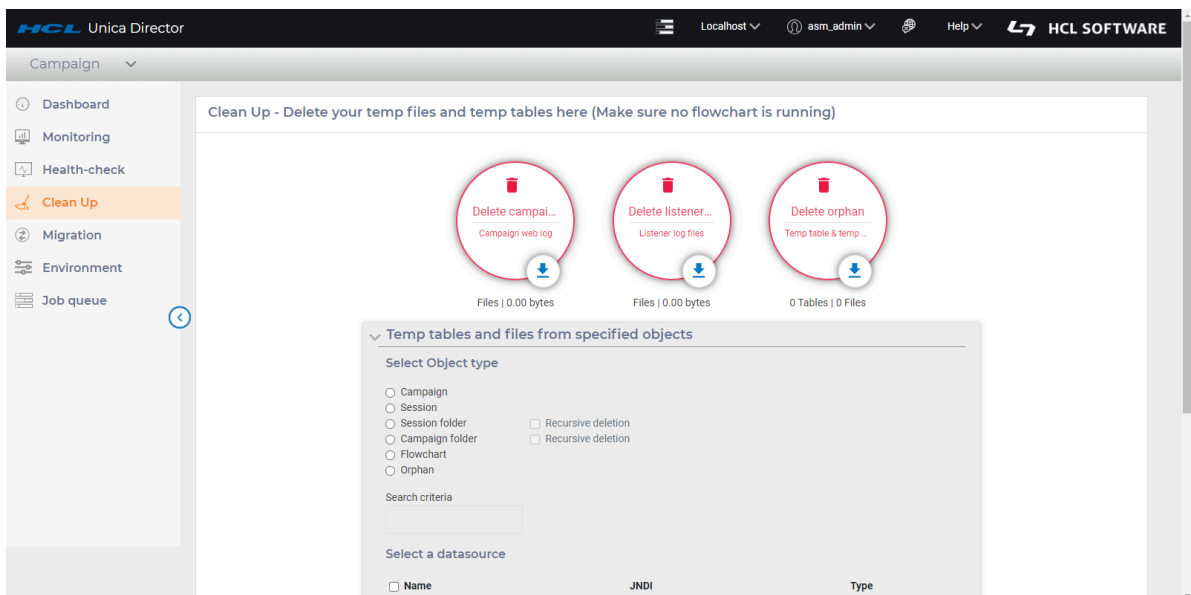 HCL Unica Director
Localhost
asm_admin
Help
HCL SOFTWARE
Campaign
Dashboard
Monitoring
Health-check
Clean Up
Migration
Environment
Job queue
Clean Up - Delete your temp files and temp tables here (Make sure no flowchart is running)
Delete campai...
Campaign web log
Files | 0.00 bytes
Delete listener...
Listener log files
Files | 0.00 bytes
Delete orphan
Temp table & temp ...
0 Tables | 0 Files
Temp tables and files from specified objects
Select Object type
Campaign
Session
Session folder Recursive deletion
Campaign folder Recursive deletion
Flowchart
Orphan
Search criteria
Select a datasource
Name JNDI Type